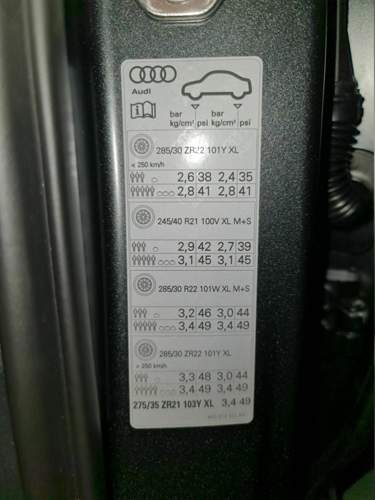 Audi
bar psi bar psi
kg/cm² kg/cm²
285/30 ZR22 101Y XL
< 250 km/h
2,6 38 2,4 35
2,8 41 2,8 41
245/40 R21 100V XL M+S
2,9 42 2,7 39
3,1 45 3,1 45
285/30 R22 101W XL M+S
3,2 46 3,0 44
3,4 49 3,4 49
285/30 ZR22 101Y XL
> 250 km/h
3,3 48 3,0 44
3,4 49 3,4 49
275/35 ZR21 103Y XL 3,4 49